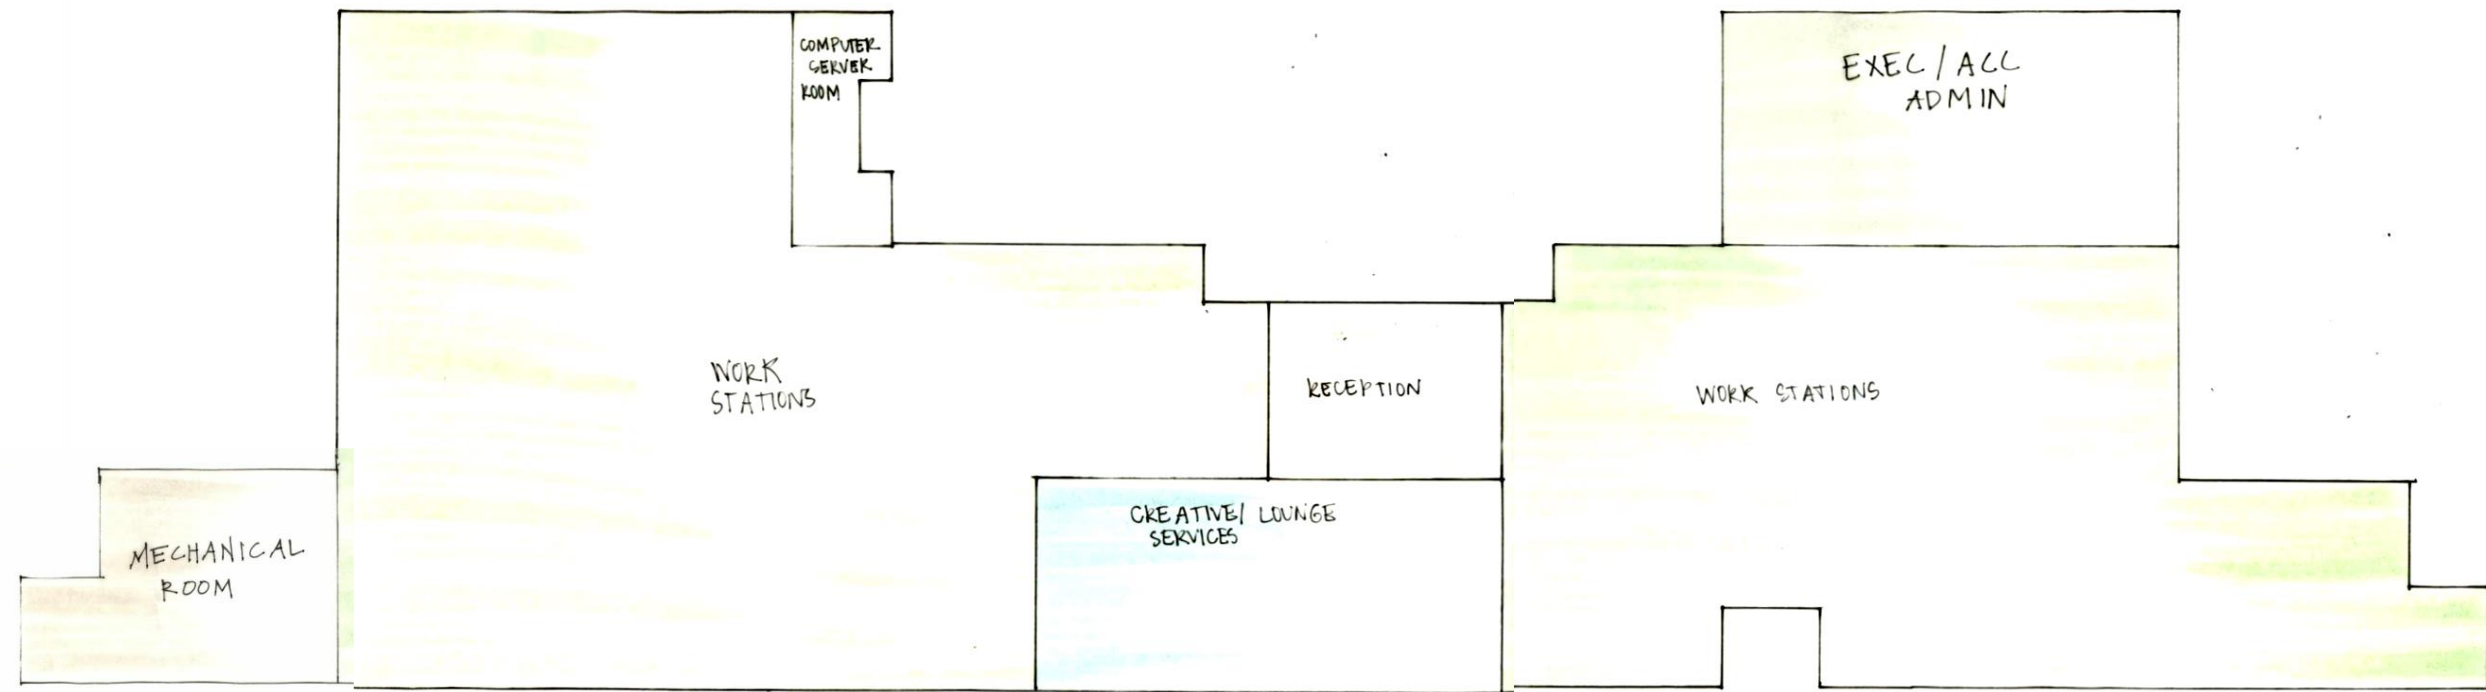 COMPUTER
SERVER
ROOM
EXEC / ACC
ADMIN
WORK
STATIONS
RECEPTION
WORK STATIONS
CREATIVE/ LOUNGE
SERVICES
MECHANICAL
ROOM